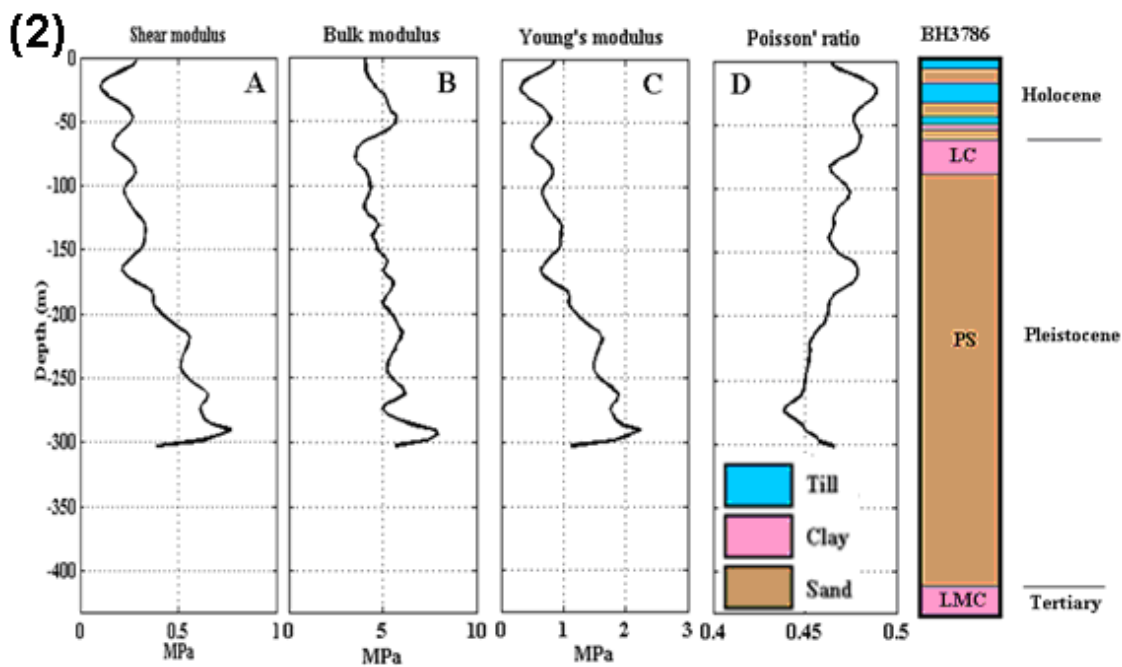 (2)
Shear modulus Bulk modulus Young's modulus Poisson' ratio BH3786
A B C D
0
-50
-100
-150
-200
-250
-300
-350
-400
Depth (m)
0 0.5 10 5 10 0 1 2 3 0.4 0.45 0.5
MPa MPa MPa
LC
PS
LMC
Holocene
Pleistocene
Tertiary
Till
Clay
Sand